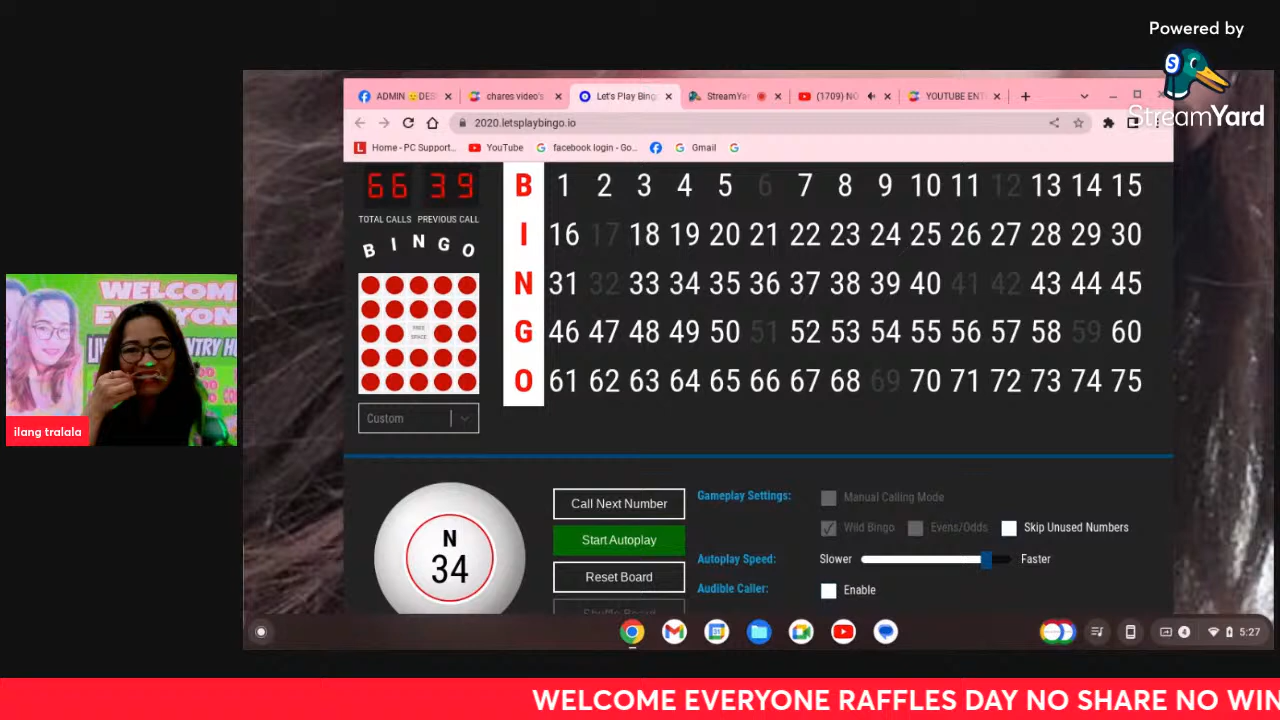 Powered by
StreamYard
ADMIN 🙂DES
chares video's
Let's Play Bing
StreamYar
(1709) NO
YOUTUBE ENT
2020.letsplaybingo.io
Home - PC Support...
YouTube
facebook login - Go...
Gmail
66 39
TOTAL CALLS PREVIOUS CALL
B I N G O
FREE
SPACE
Custom
B 1 2 3 4 5 6 7 8 9 10 11 12 13 14 15
I 16 17 18 19 20 21 22 23 24 25 26 27 28 29 30
N 31 32 33 34 35 36 37 38 39 40 41 42 43 44 45
G 46 47 48 49 50 51 52 53 54 55 56 57 58 59 60
O 61 62 63 64 65 66 67 68 69 70 71 72 73 74 75
WELCOME
EVERYON
ilang tralala
N
34
Call Next Number
Start Autoplay
Reset Board
Shuffle Board
Gameplay Settings:
Manual Calling Mode
Wild Bingo
Evens/Odds
Skip Unused Numbers
Autoplay Speed:
Slower
Faster
Audible Caller:
Enable
31
4
5:27
WELCOME EVERYONE RAFFLES DAY NO SHARE NO WIN